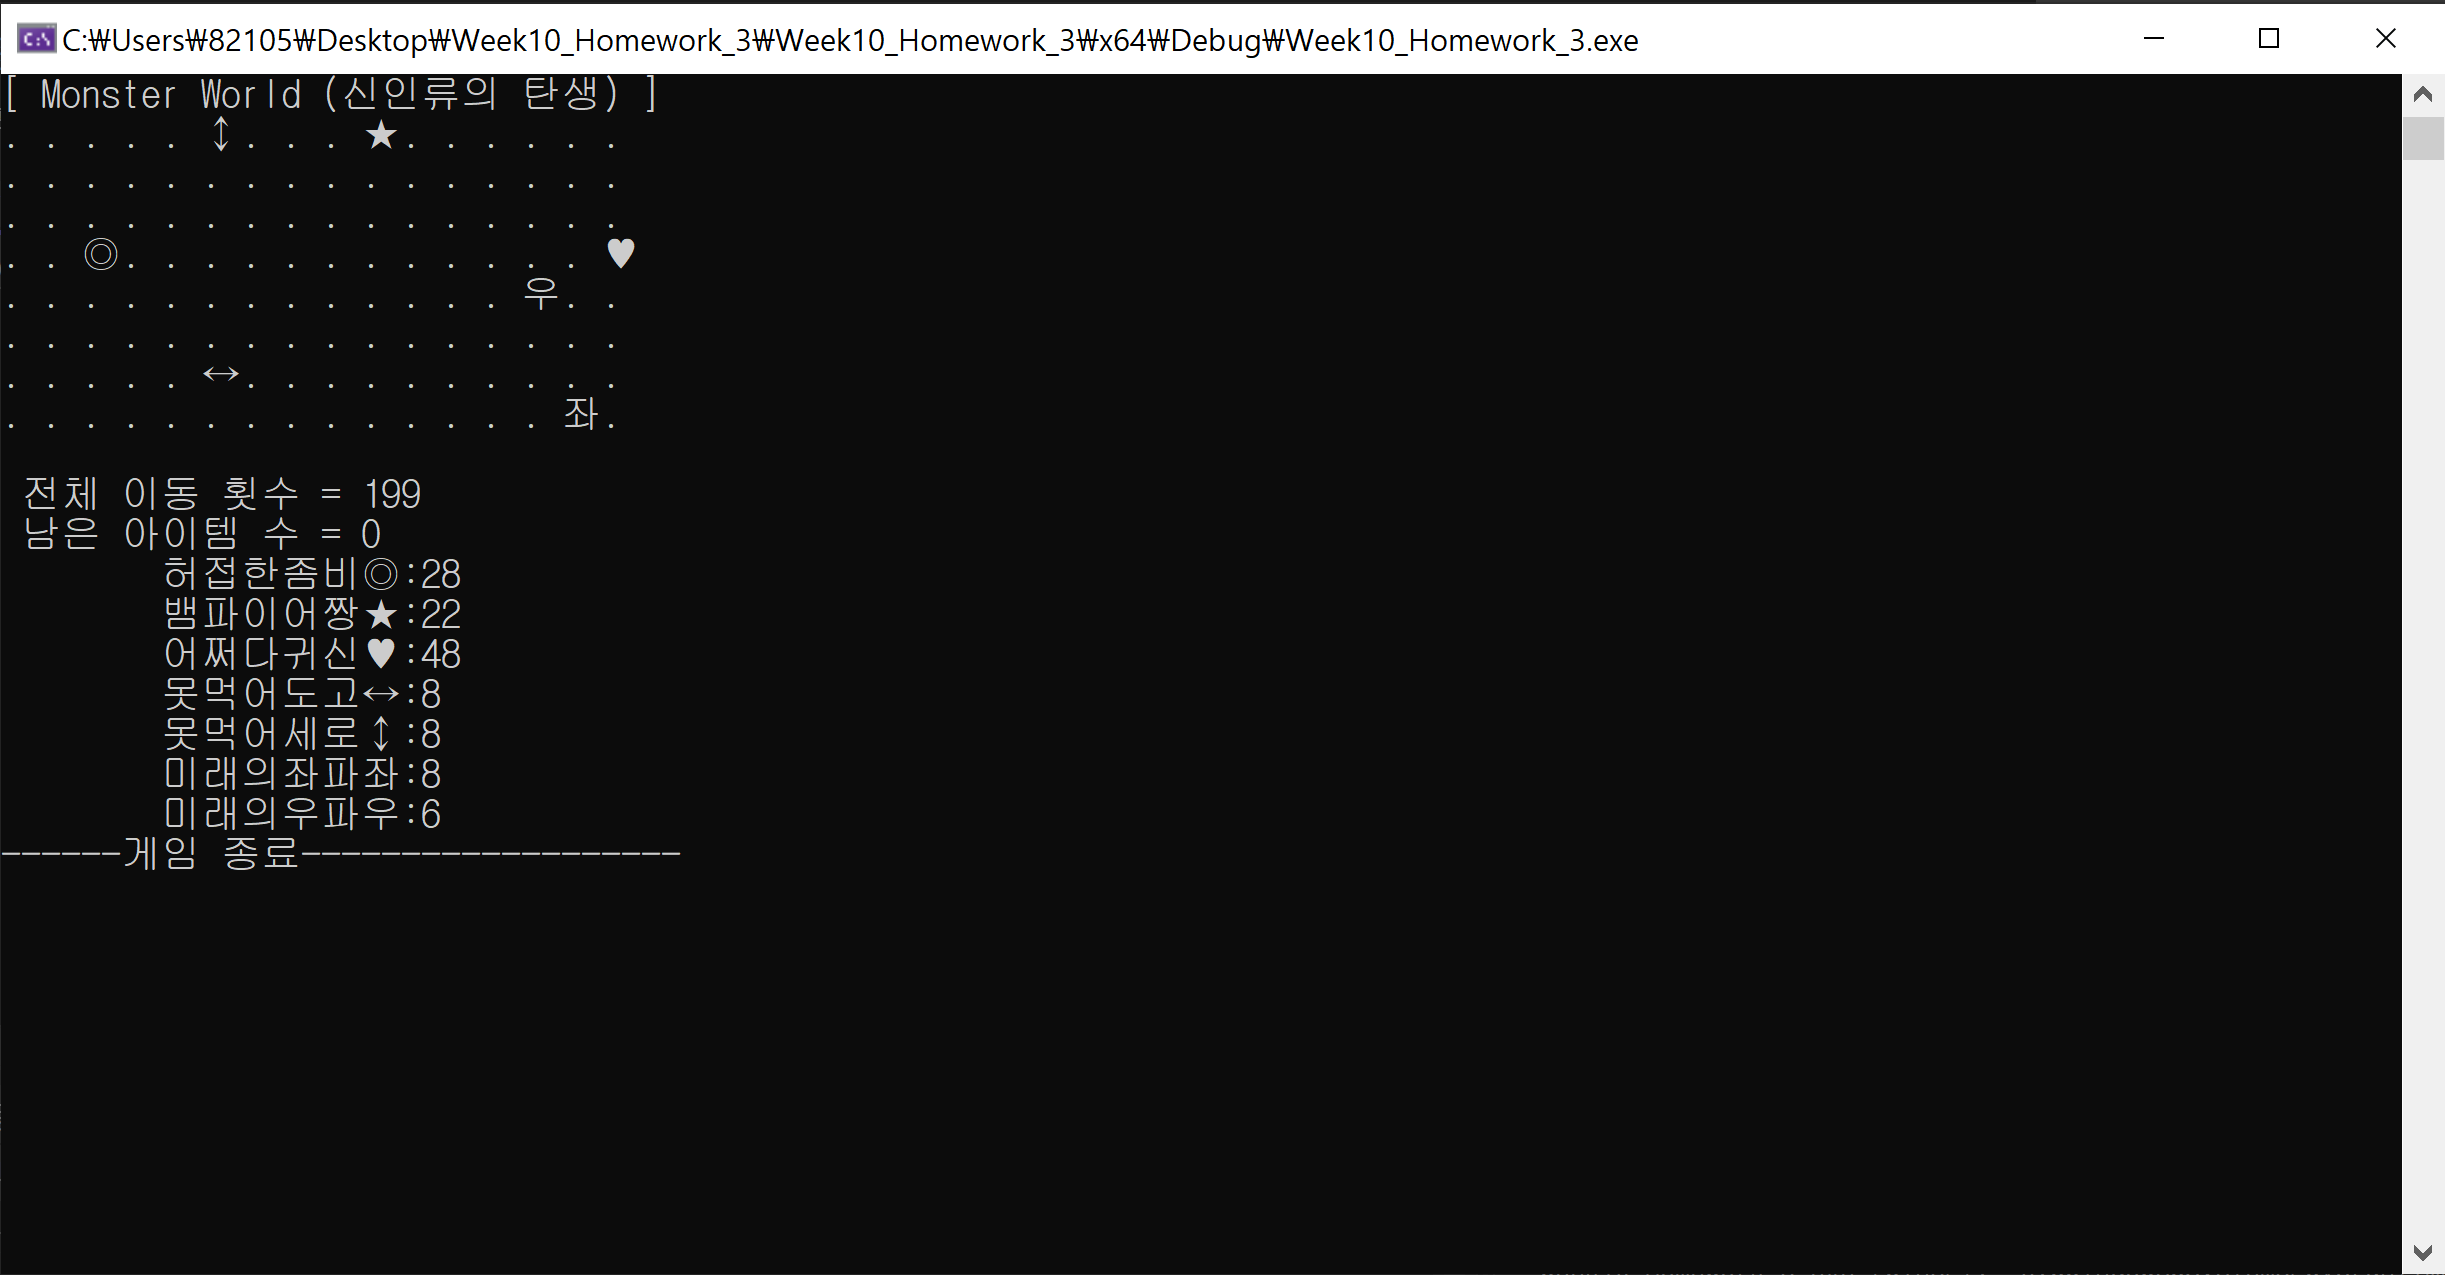 C:\Users\82105\Desktop\Week10_Homework_3\Week10_Homework_3\x64\Debug\Week10_Homework_3.exe
[ Monster World (신인류의 탄생) ]
. . . . . ↕. . . ★. . . . . .
. . . . . . . . . . . . . . . .
. . . . . . . . . . . . . . . .
. . ◎. . . . . . . . . . . . ♥
. . . . . . . . . . . . . 우. .
. . . . . . . . . . . . . . . .
. . . . . ↔. . . . . . . . . .
. . . . . . . . . . . . . . 좌.
전체 이동 횟수 = 199
남은 아이템 수 = 0
허접한좀비◎:28
뱀파이어짱★:22
어쩌다귀신♥:48
못먹어도고↔:8
못먹어세로↕:8
미래의좌파좌:8
미래의우파우:6
------게임 종료-------------------